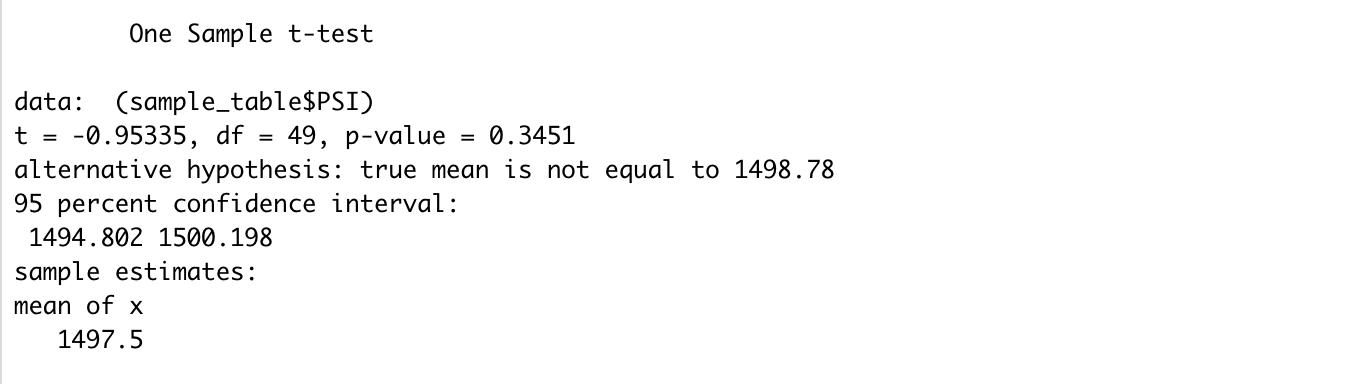 One Sample t-test
data:  (sample_table$PSI)
t = -0.95335, df = 49, p-value = 0.3451
alternative hypothesis: true mean is not equal to 1498.78
95 percent confidence interval:
 1494.802 1500.198
sample estimates:
mean of x
   1497.5